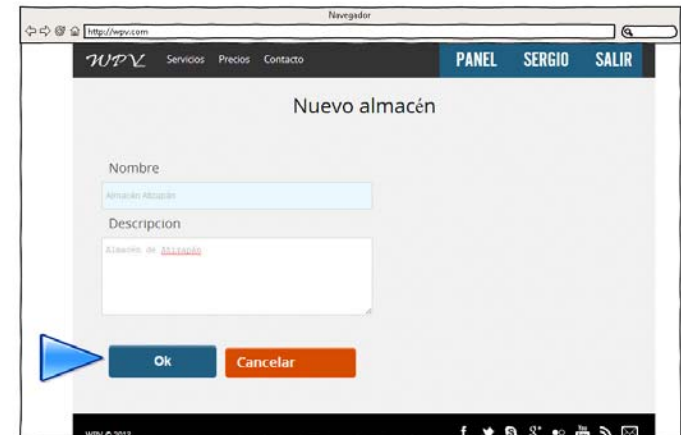 Navegador
http://wpv.com
WPV Servicios Precios Contacto PANEL SERGIO SALIR
Nuevo almacén
Nombre
Almacén Atizapán
Descripcion
Almacén de Atizapán
Ok Cancelar
WPV © 2013